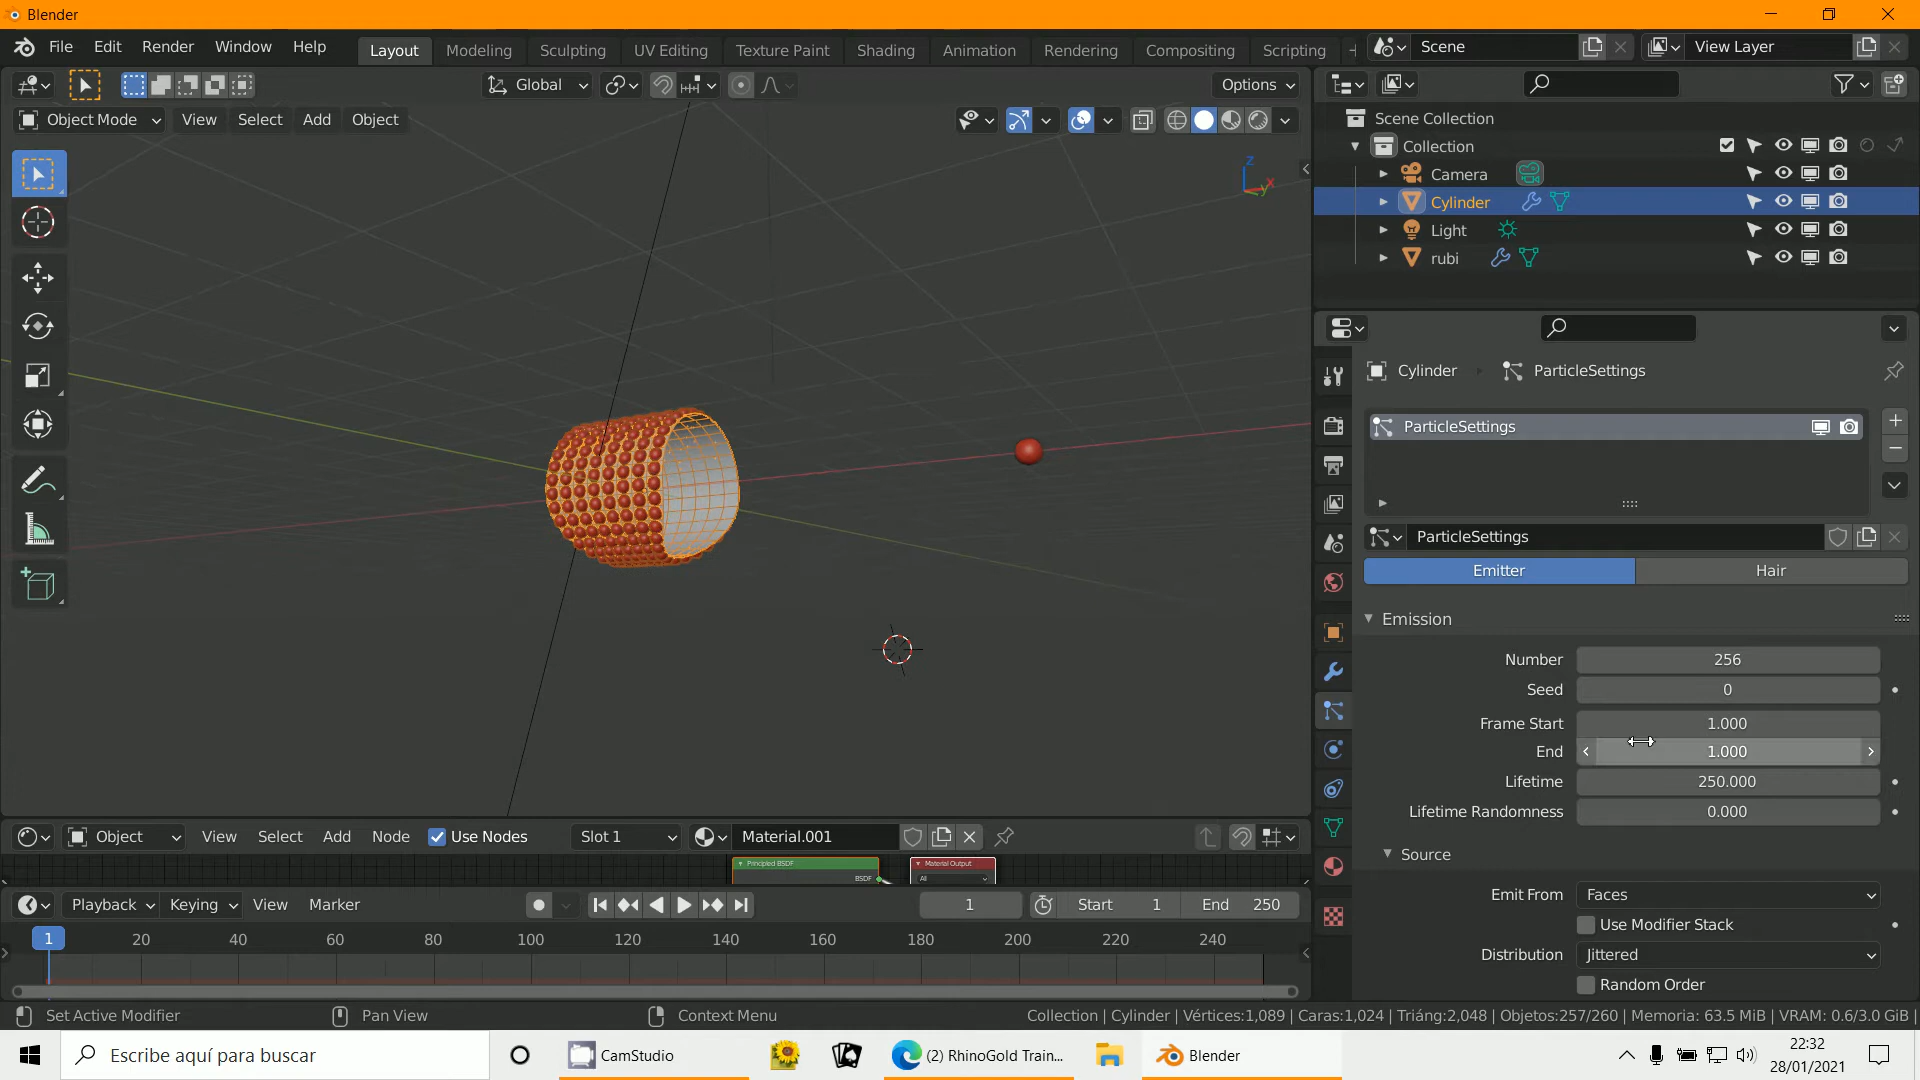 Blender
File Edit Render Window Help Layout Modeling Sculpting UV Editing Texture Paint Shading Animation Rendering Compositing Scripting Scene View Layer
Global Options
Object Mode View Select Add Object
Scene Collection
Collection
Camera
Cylinder
Light
rubi
Z
X
Y
Cylinder ParticleSettings
ParticleSettings
ParticleSettings
Emitter Hair
Emission
Number 256
Seed 0
Frame Start 1.000
End 1.000
Lifetime 250.000
Lifetime Randomness 0.000
Source
Emit From Faces
Use Modifier Stack
Distribution Jittered
Random Order
Object View Select Add Node Use Nodes Slot 1 Material.001
Principled BSDF Material Output
BSDF All
Playback Keying View Marker 1 Start 1 End 250
1 20 40 60 80 100 120 140 160 180 200 220 240
Set Active Modifier Pan View Context Menu Collection | Cylinder | Vértices:1,089 | Caras:1,024 | Triáng:2,048 | Objetos:257/260 | Memoria: 63.5 MiB | VRAM: 0.6/3.0 GiB |
Escribe aquí para buscar CamStudio (2) RhinoGold Train... Blender 22:32
28/01/2021